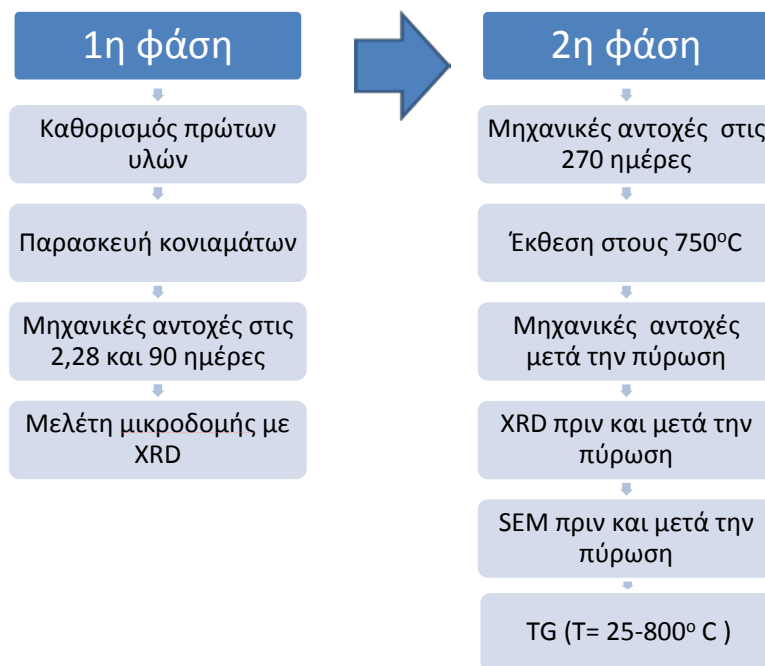 1η φάση
Καθορισμός πρώτων
υλών
Παρασκευή κονιαμάτων
Μηχανικές αντοχές στις
2,28 και 90 ημέρες
Μελέτη μικροδομής με
XRD
2η φάση
Μηχανικές αντοχές στις
270 ημέρες
Έκθεση στους 750οC
Μηχανικές αντοχές
μετά την πύρωση
XRD πριν και μετά την
πύρωση
SEM πριν και μετά την
πύρωση
TG (T= 25-800ο C )